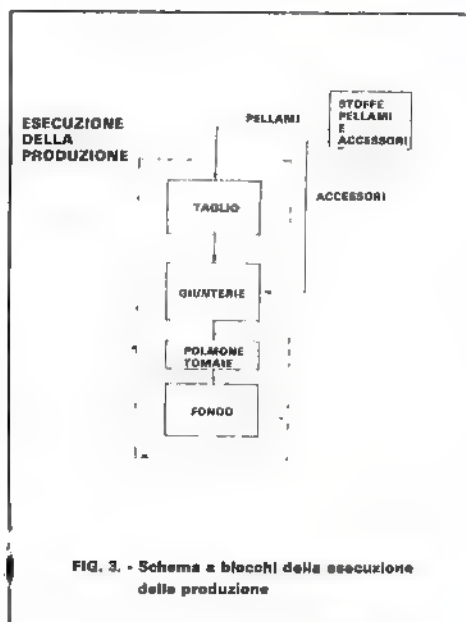 ESECUZIONE
DELLA
PRODUZIONE
PELLAMI
STOFFE
PELLAMI
E
ACCESSORI
ACCESSORI
TAGLIO
GIUNTERIE
POLMONE
TOMAIE
FONDO
FIG. 3. - Schema a blocchi della esecuzione
della produzione